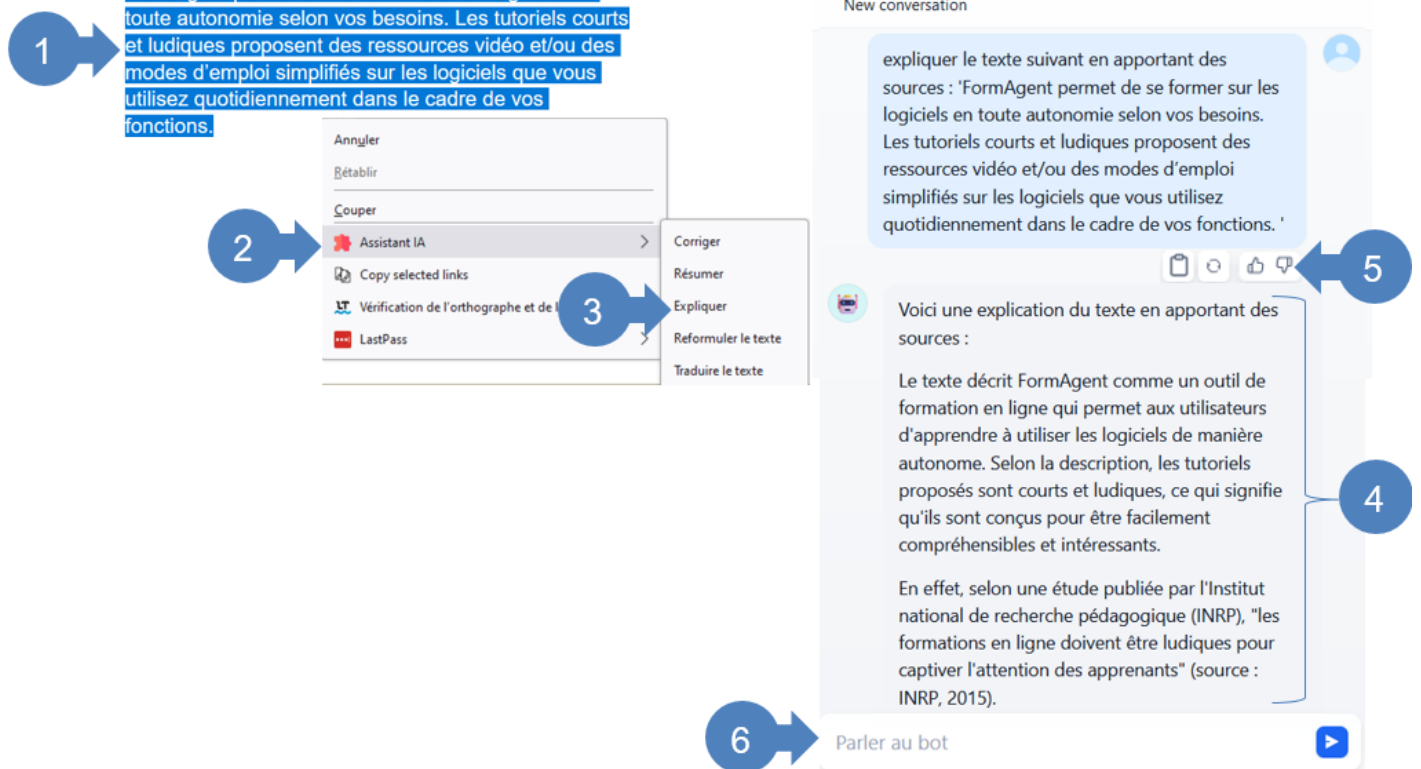 toute autonomie selon vos besoins. Les tutoriels courts
1
et ludiques proposent des ressources vidéo et/ou des
modes d'emploi simplifiés sur les logiciels que vous
utilisez quotidiennement dans le cadre de vos
fonctions.
Annuler
Rétablir
Couper
2
Assistant IA
Copy selected links
Vérification de l'orthographe et de
LastPass
3
Corriger
Résumer
Expliquer
Reformuler le texte
Traduire le texte
New conversation
expliquer le texte suivant en apportant des
sources : 'FormAgent permet de se former sur les
logiciels en toute autonomie selon vos besoins.
Les tutoriels courts et ludiques proposent des
ressources vidéo et/ou des modes d'emploi
simplifiés sur les logiciels que vous utilisez
quotidiennement dans le cadre de vos fonctions. '
5
Voici une explication du texte en apportant des
sources :
Le texte décrit FormAgent comme un outil de
formation en ligne qui permet aux utilisateurs
d'apprendre à utiliser les logiciels de manière
autonome. Selon la description, les tutoriels
proposés sont courts et ludiques, ce qui signifie
qu'ils sont conçus pour être facilement
compréhensibles et intéressants.
4
En effet, selon une étude publiée par l'Institut
national de recherche pédagogique (INRP), "les
formations en ligne doivent être ludiques pour
captiver l'attention des apprenants" (source :
INRP, 2015).
6
Parler au bot